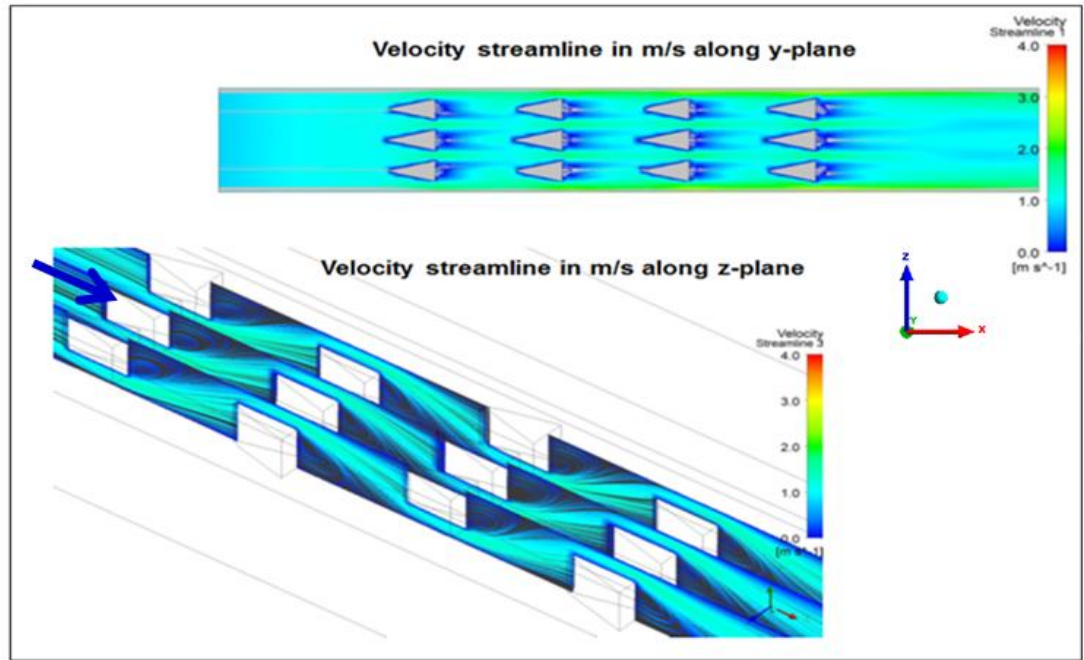 Velocity
Streamline 1
Velocity streamline in m/s along y-plane
4.0
3.0
2.0
1.0
0.0
[m s^-1]
Velocity streamline in m/s along z-plane
z
Y
x
Velocity
Streamline 3
4.0
3.0
2.0
1.0
0.0
[m s^-1]